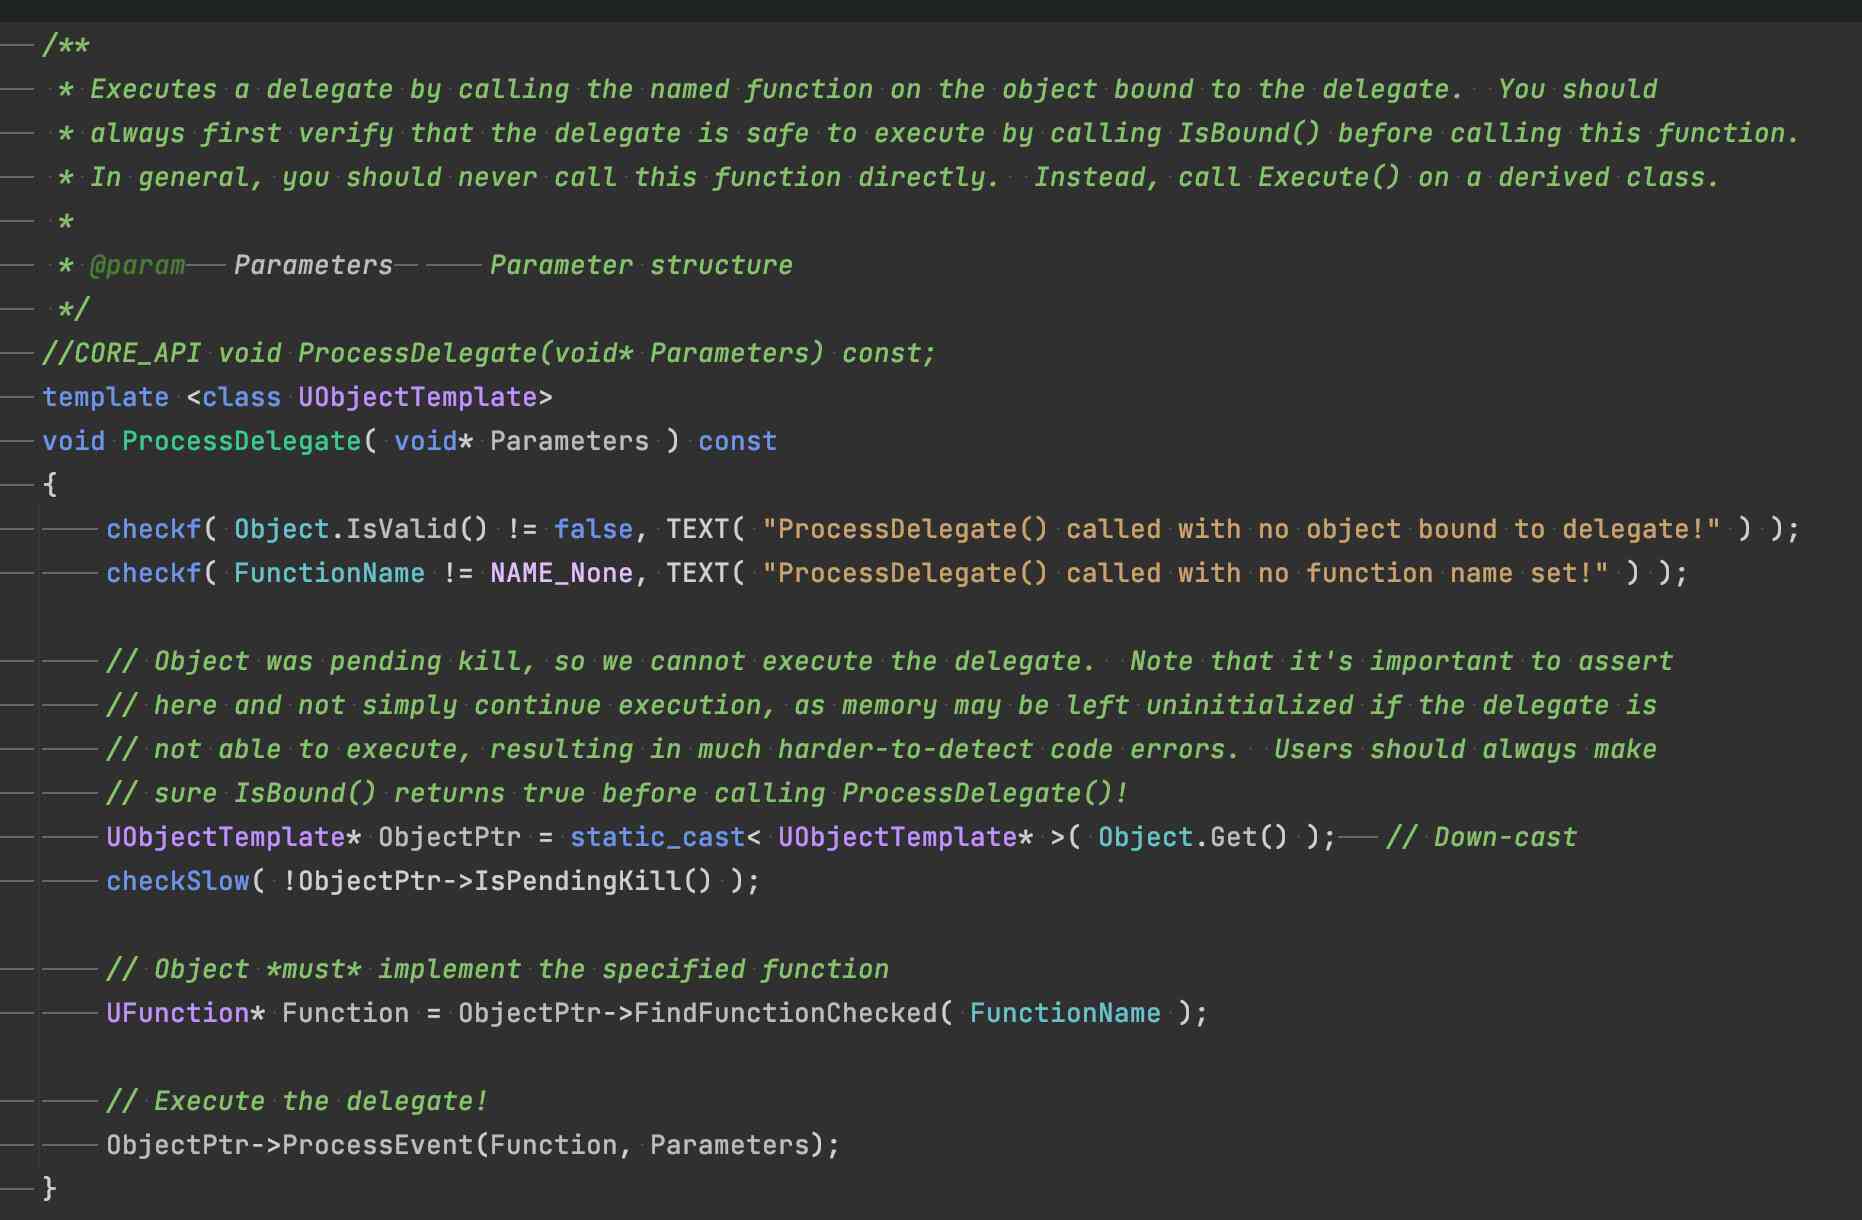 /**
 * Executes a delegate by calling the named function on the object bound to the delegate.  You should
 * always first verify that the delegate is safe to execute by calling IsBound() before calling this function.
 * In general, you should never call this function directly.  Instead, call Execute() on a derived class.
 *
 * @param	Parameters		Parameter structure
 */
//CORE_API void ProcessDelegate(void* Parameters) const;
template <class UObjectTemplate>
void ProcessDelegate( void* Parameters ) const
{
	checkf( Object.IsValid() != false, TEXT( "ProcessDelegate() called with no object bound to delegate!" ) );
	checkf( FunctionName != NAME_None, TEXT( "ProcessDelegate() called with no function name set!" ) );

	// Object was pending kill, so we cannot execute the delegate.  Note that it's important to assert
	// here and not simply continue execution, as memory may be left uninitialized if the delegate is
	// not able to execute, resulting in much harder-to-detect code errors.  Users should always make
	// sure IsBound() returns true before calling ProcessDelegate()!
	UObjectTemplate* ObjectPtr = static_cast< UObjectTemplate* >( Object.Get() );	// Down-cast
	checkSlow( !ObjectPtr->IsPendingKill() );

	// Object *must* implement the specified function
	UFunction* Function = ObjectPtr->FindFunctionChecked( FunctionName );

	// Execute the delegate!
	ObjectPtr->ProcessEvent(Function, Parameters);
}